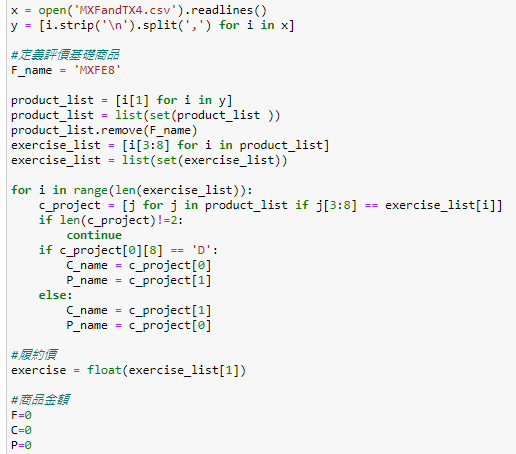 x = open('MXFandTX4.csv').readlines()
y = [i.strip('\n').split(',') for i in x]
#定義評價基礎商品
F_name = 'MXFE8'
product_list = [i[1] for i in y]
product_list = list(set(product_list ))
product_list.remove(F_name)
exercise_list = [i[3:8] for i in product_list]
exercise_list = list(set(exercise_list))
for i in range(len(exercise_list)):
    c_project = [j for j in product_list if j[3:8] == exercise_list[i]]
    if len(c_project)!=2:
        continue
    if c_project[0][8] == 'D':
        C_name = c_project[0]
        P_name = c_project[1]
    else:
        C_name = c_project[1]
        P_name = c_project[0]
#履約價
exercise = float(exercise_list[1])
#商品金額
F=0
C=0
P=0